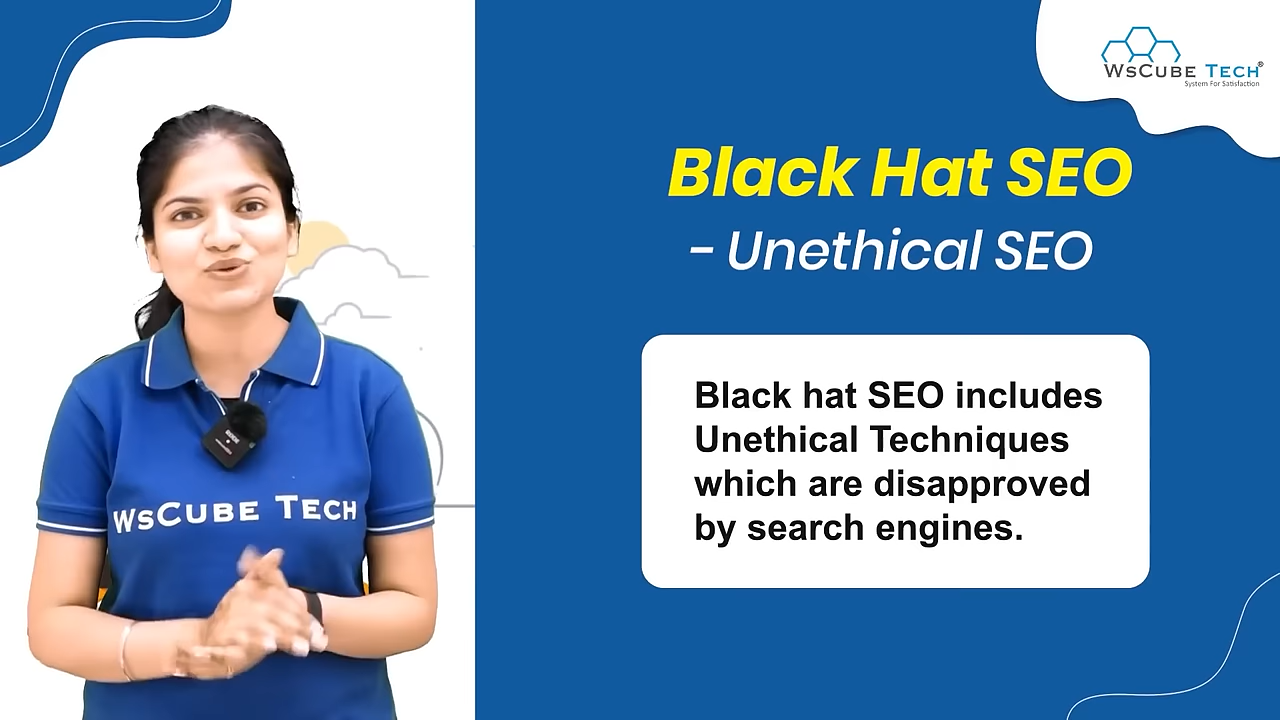 WsCube Tech®
System For Satisfaction
Black Hat SEO
- Unethical SEO
Black hat SEO includes
Unethical Techniques
which are disapproved
by search engines.
WsCube Tech